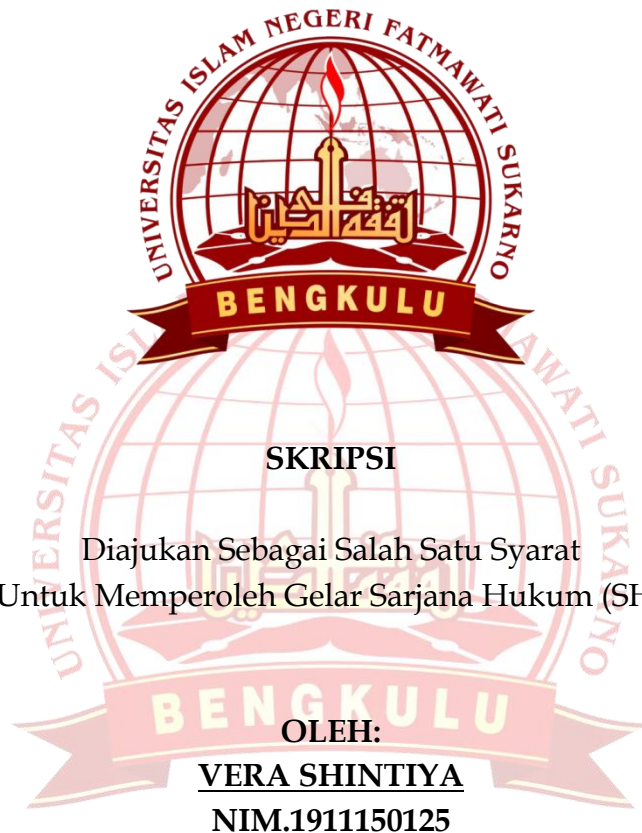 UNIVERSITAS ISLAM NEGERI FATMAWATI SUKARNO
BENGKULU
SKRIPSI
Diajukan Sebagai Salah Satu Syarat
Untuk Memperoleh Gelar Sarjana Hukum (SH
OLEH:
VERA SHINTIYA
NIM.1911150125